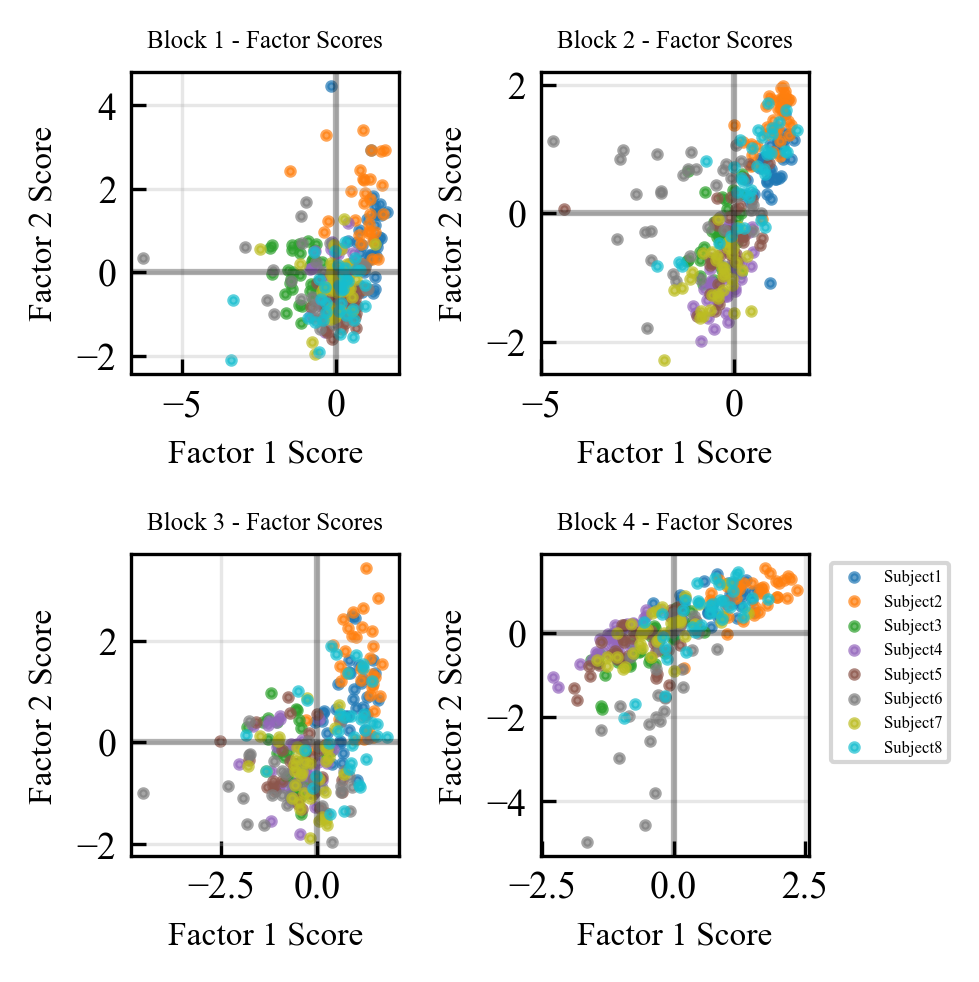 Block 1 - Factor Scores
Factor 2 Score
4
2
0
−2
−5
0
Factor 1 Score
Block 2 - Factor Scores
Factor 2 Score
2
0
−2
−5
0
Factor 1 Score
Block 3 - Factor Scores
Factor 2 Score
2
0
−2
−2.5
0.0
Factor 1 Score
Block 4 - Factor Scores
Factor 2 Score
0
−2
−4
−2.5
0.0
2.5
Factor 1 Score
Subject1
Subject2
Subject3
Subject4
Subject5
Subject6
Subject7
Subject8